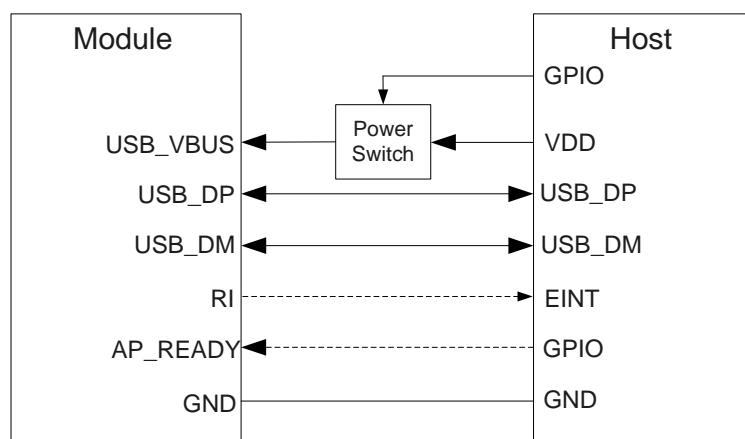 Module
Host
GPIO
Power
Switch
USB_VBUS
VDD
USB_DP
USB_DP
USB_DM
USB_DM
RI
EINT
AP_READY
GPIO
GND
GND